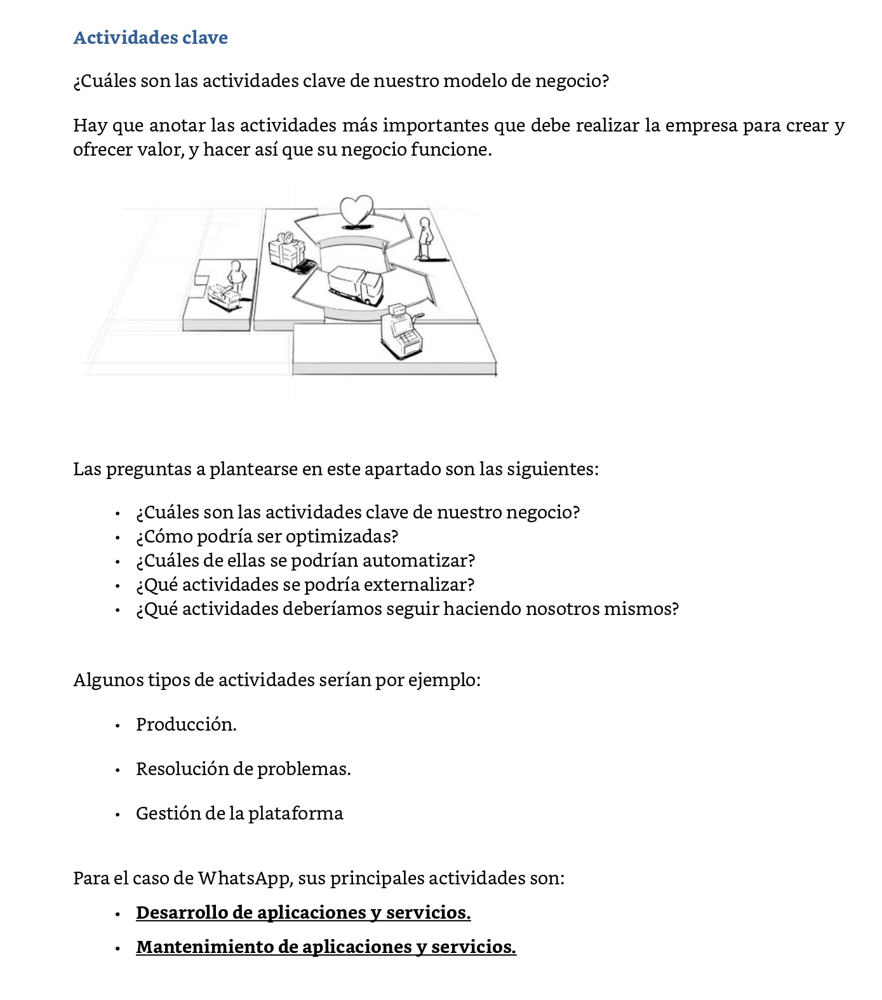 Actividades clave
¿Cuáles son las actividades clave de nuestro modelo de negocio?
Hay que anotar las actividades más importantes que debe realizar la empresa para crear y
ofrecer valor, y hacer así que su negocio funcione.
Las preguntas a plantearse en este apartado son las siguientes:
• ¿Cuáles son las actividades clave de nuestro negocio?
• ¿Cómo podría ser optimizadas?
• ¿Cuáles de ellas se podrían automatizar?
• ¿Qué actividades se podría externalizar?
• ¿Qué actividades deberíamos seguir haciendo nosotros mismos?
Algunos tipos de actividades serían por ejemplo:
• Producción.
• Resolución de problemas.
• Gestión de la plataforma
Para el caso de WhatsApp, sus principales actividades son:
• Desarrollo de aplicaciones y servicios.
• Mantenimiento de aplicaciones y servicios.